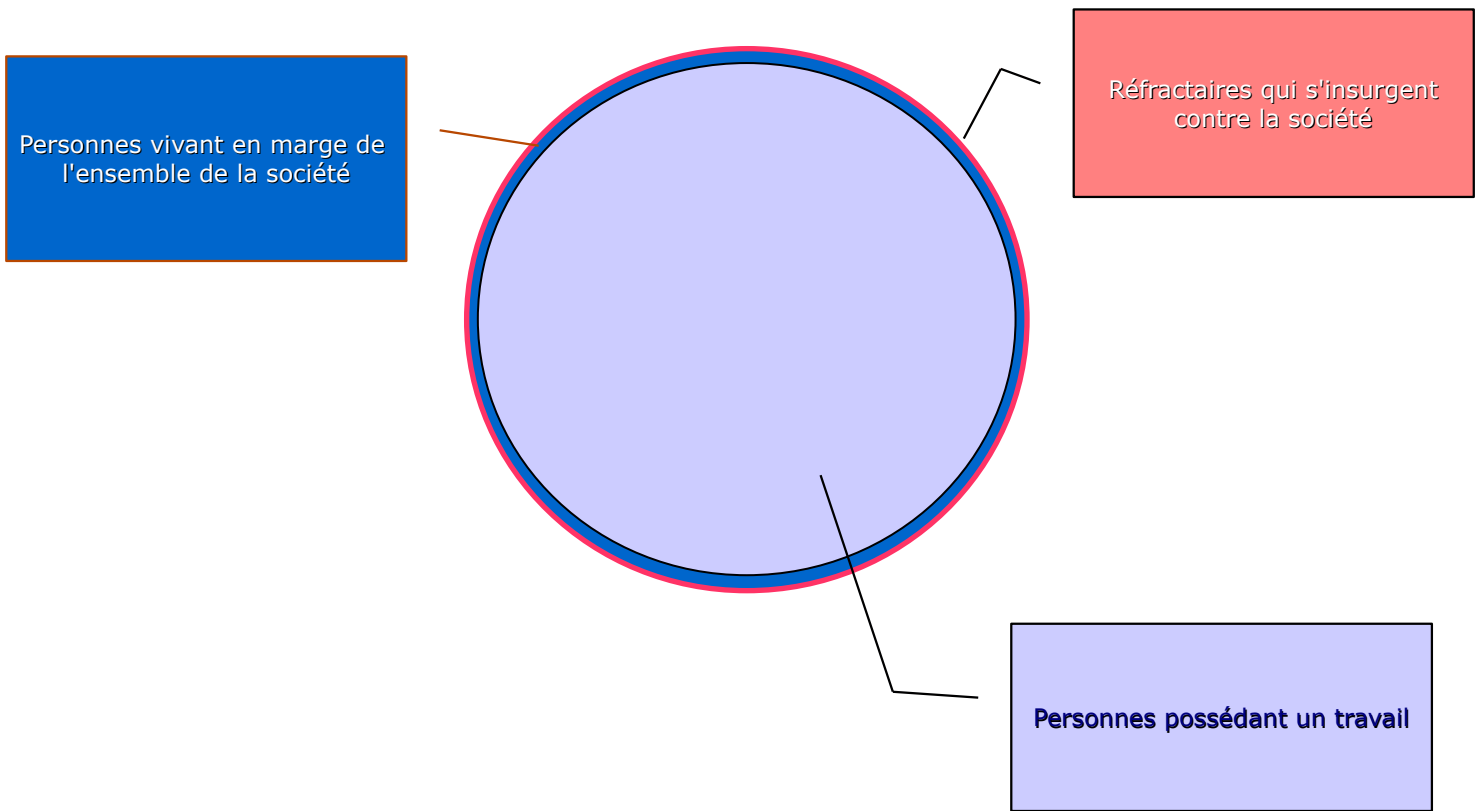 Personnes vivant en marge de
l'ensemble de la société
Réfractaires qui s'insurgent
contre la société
Personnes possédant un travail